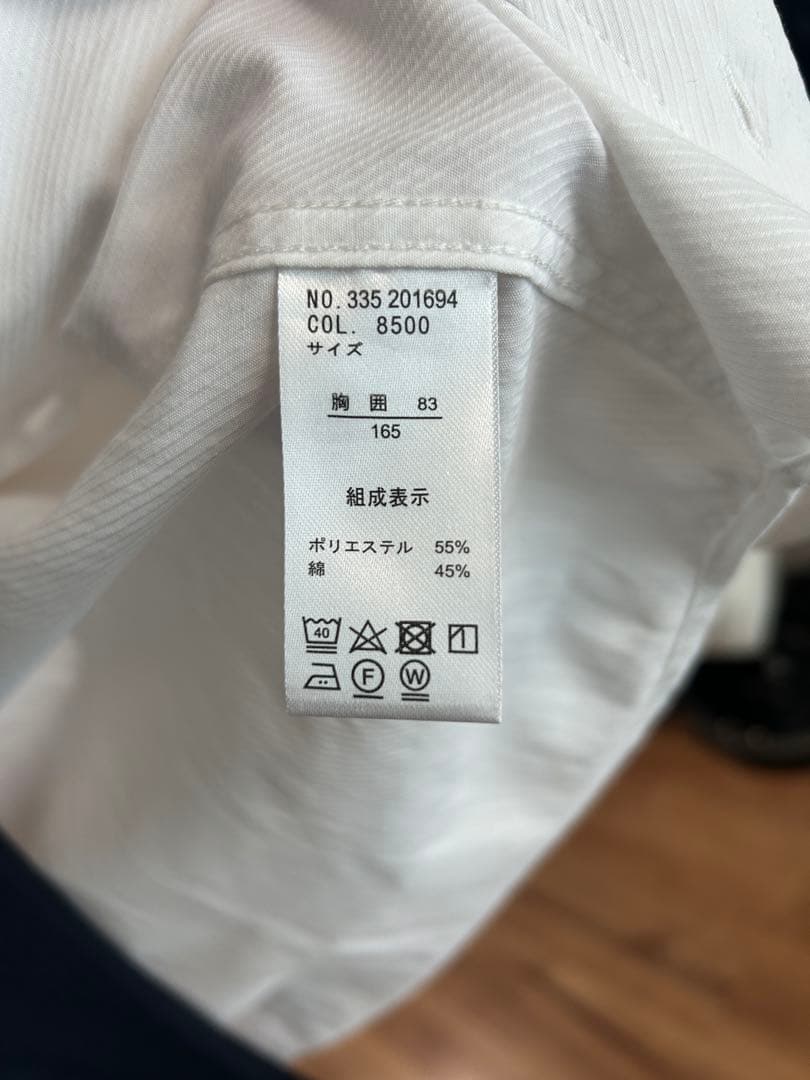 NO. 335 201694
COL. 8500
サイズ
胸 囲 83
165
組成表示
ポリエステル 55%
綿 45%
40
F W